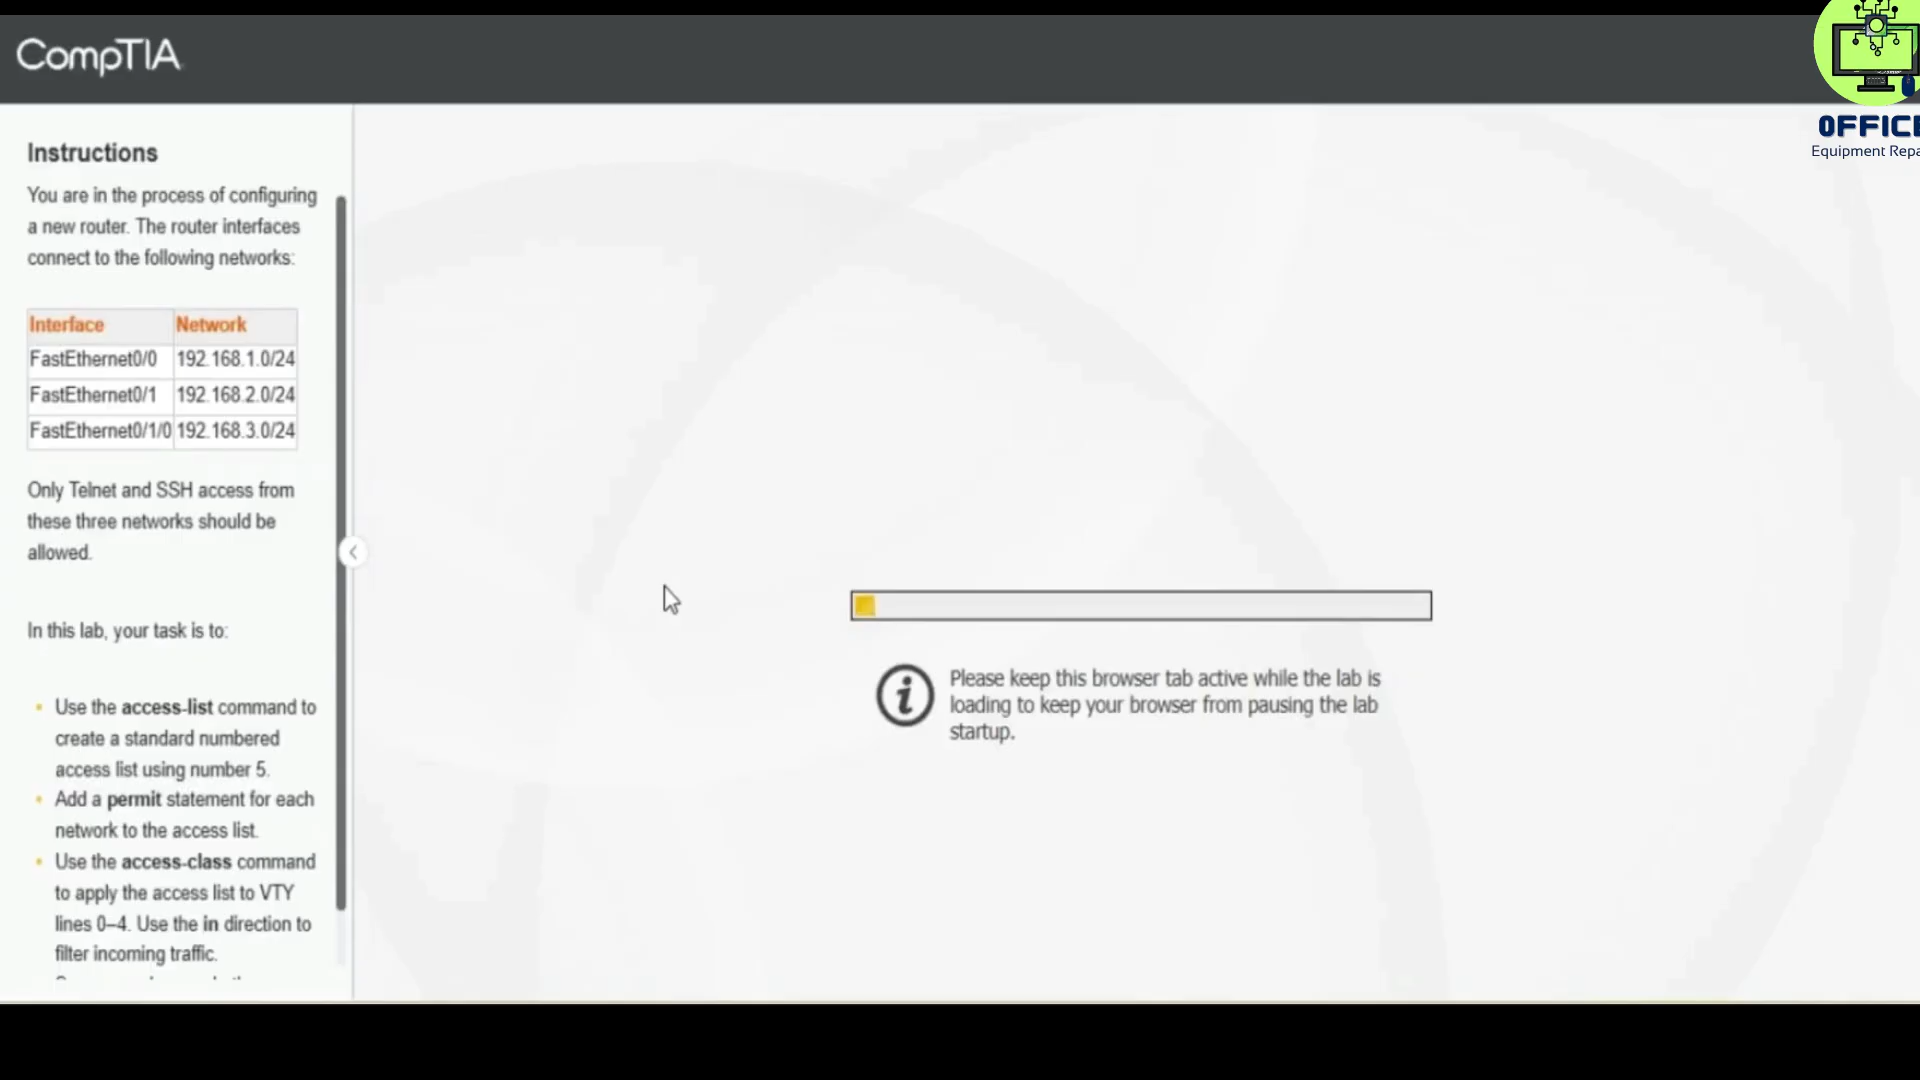 CompTIA
OFFICE
Equipment Repa
Instructions
You are in the process of configuring
a new router. The router interfaces
connect to the following networks:
Interface Network
FastEthernet0/0 192.168.1.0/24
FastEthernet0/1 192.168.2.0/24
FastEthernet0/1/0 192.168.3.0/24
Only Telnet and SSH access from
these three networks should be
allowed.
In this lab, your task is to:
• Use the access-list command to
create a standard numbered
access list using number 5.
• Add a permit statement for each
network to the access list.
• Use the access-class command
to apply the access list to VTY
lines 0–4. Use the in direction to
filter incoming traffic.
Please keep this browser tab active while the lab is
loading to keep your browser from pausing the lab
startup.